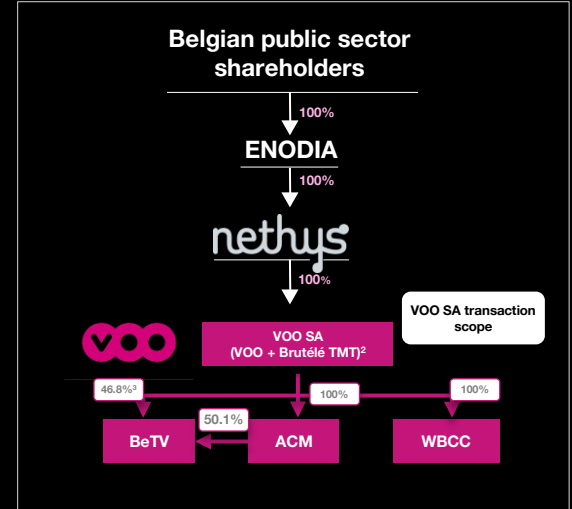 Belgian public sector
shareholders
100%
ENODIA
100%
nethys
100%
VOO SA transaction
scope
VOO
VOO SA
(VOO + Brutélé TMT)²
46.8%³
100%
100%
50.1%
BeTV
ACM
WBCC